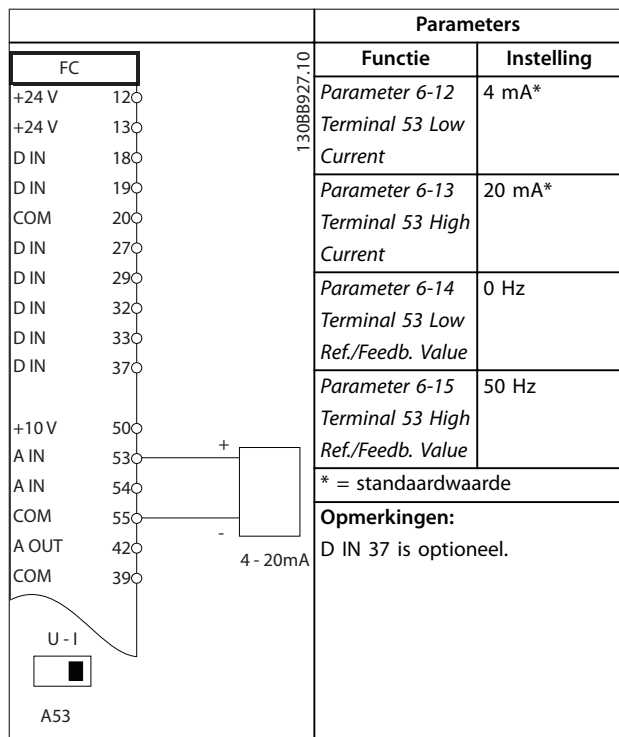 Parameters
FC
+24 V 12
+24 V 13
D IN 18
D IN 19
COM 20
D IN 27
D IN 29
D IN 32
D IN 33
D IN 37
+10 V 50
A IN 53
A IN 54
COM 55
A OUT 42
COM 39
+
-
4 - 20mA
U - I
A53
130BB927.10
Functie Instelling
Parameter 6-12 4 mA*
Terminal 53 Low
Current
Parameter 6-13 20 mA*
Terminal 53 High
Current
Parameter 6-14 0 Hz
Terminal 53 Low
Ref./Feedb. Value
Parameter 6-15 50 Hz
Terminal 53 High
Ref./Feedb. Value
* = standaardwaarde
Opmerkingen:
D IN 37 is optioneel.